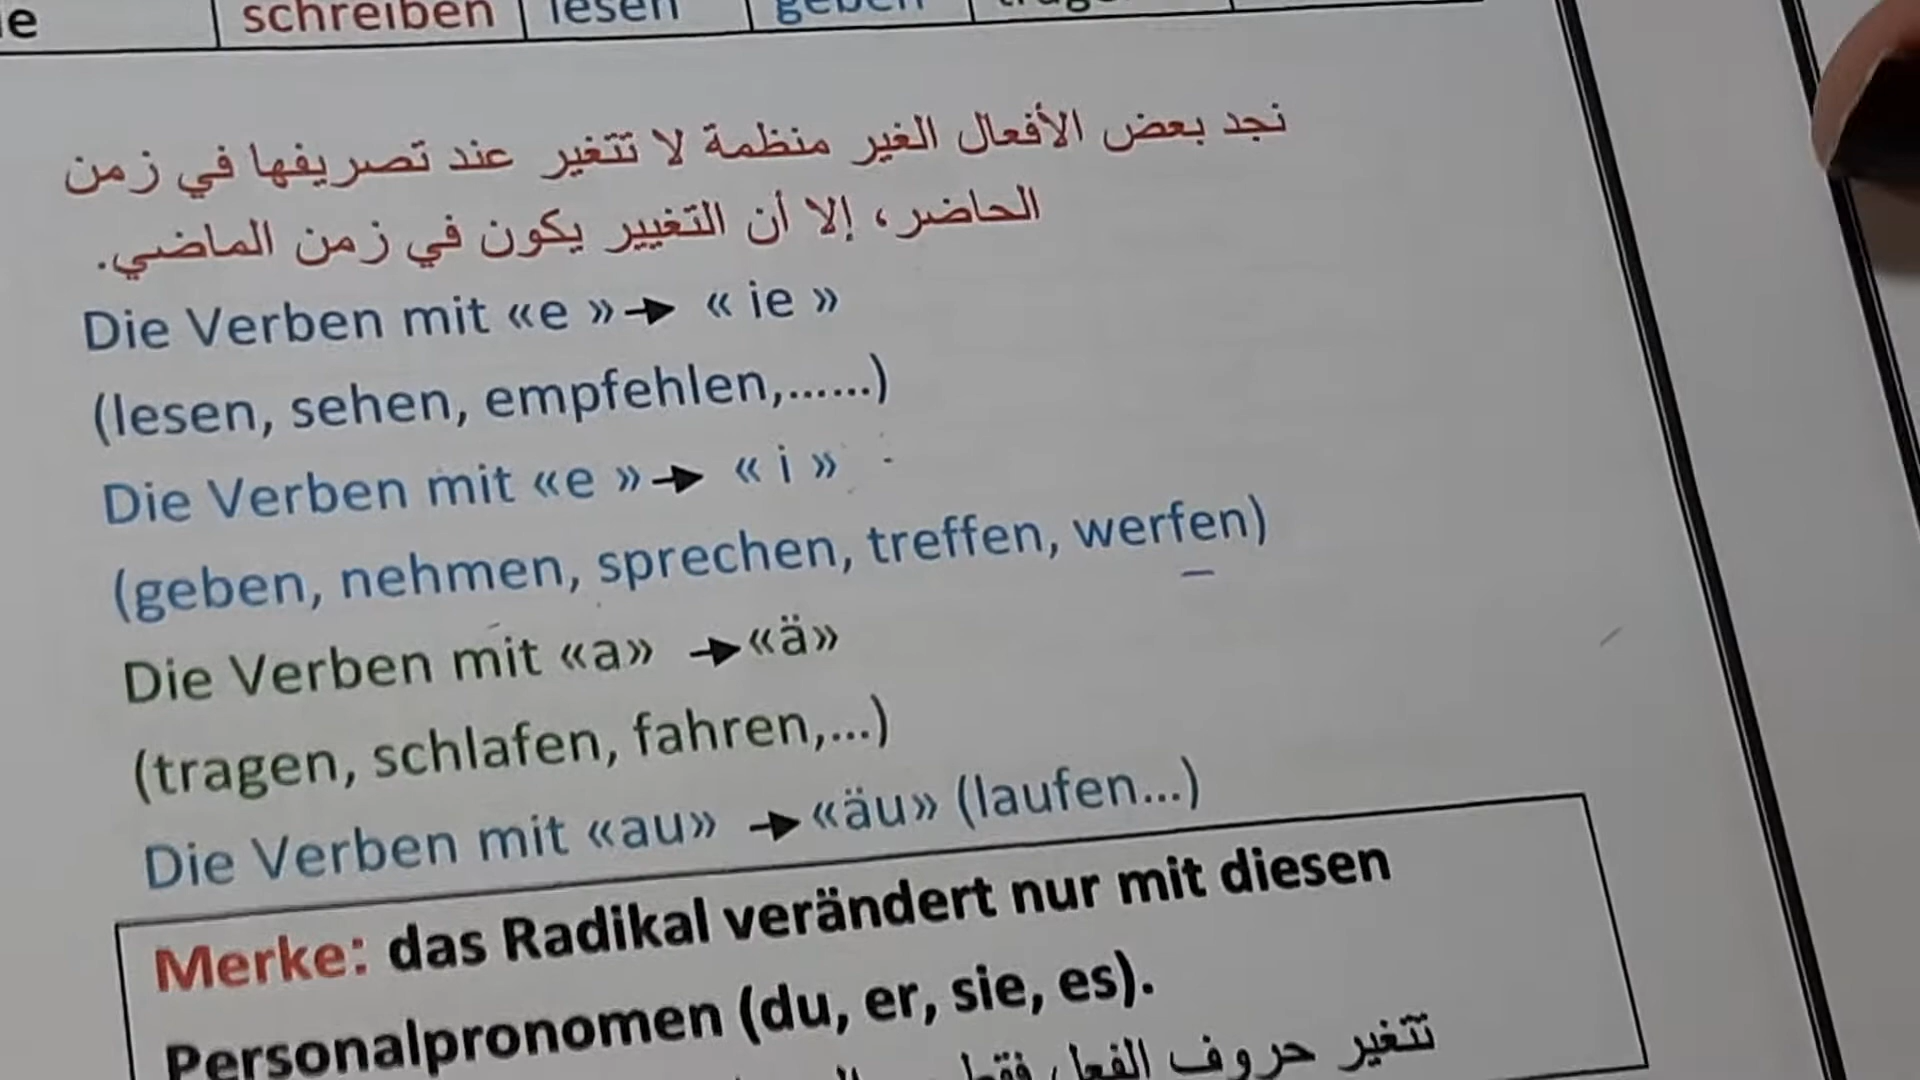 schreiben lesen geben
نجد بعض الأفعال الغير منظمة لا تتغير عند تصريفها في زمن
الحاضر، إلا أن التغيير يكون في زمن الماضي.
Die Verben mit «e »➔ « ie »
(lesen, sehen, empfehlen,......)
Die Verben mit «e »➔ « i »
(geben, nehmen, sprechen, treffen, werfen)
Die Verben mit «a» ➔«ä»
(tragen, schlafen, fahren,...)
Die Verben mit «au» ➔«äu» (laufen...)
Merke: das Radikal verändert nur mit diesen
Personalpronomen (du, er, sie, es).
تتغير حروف الفعل فقط